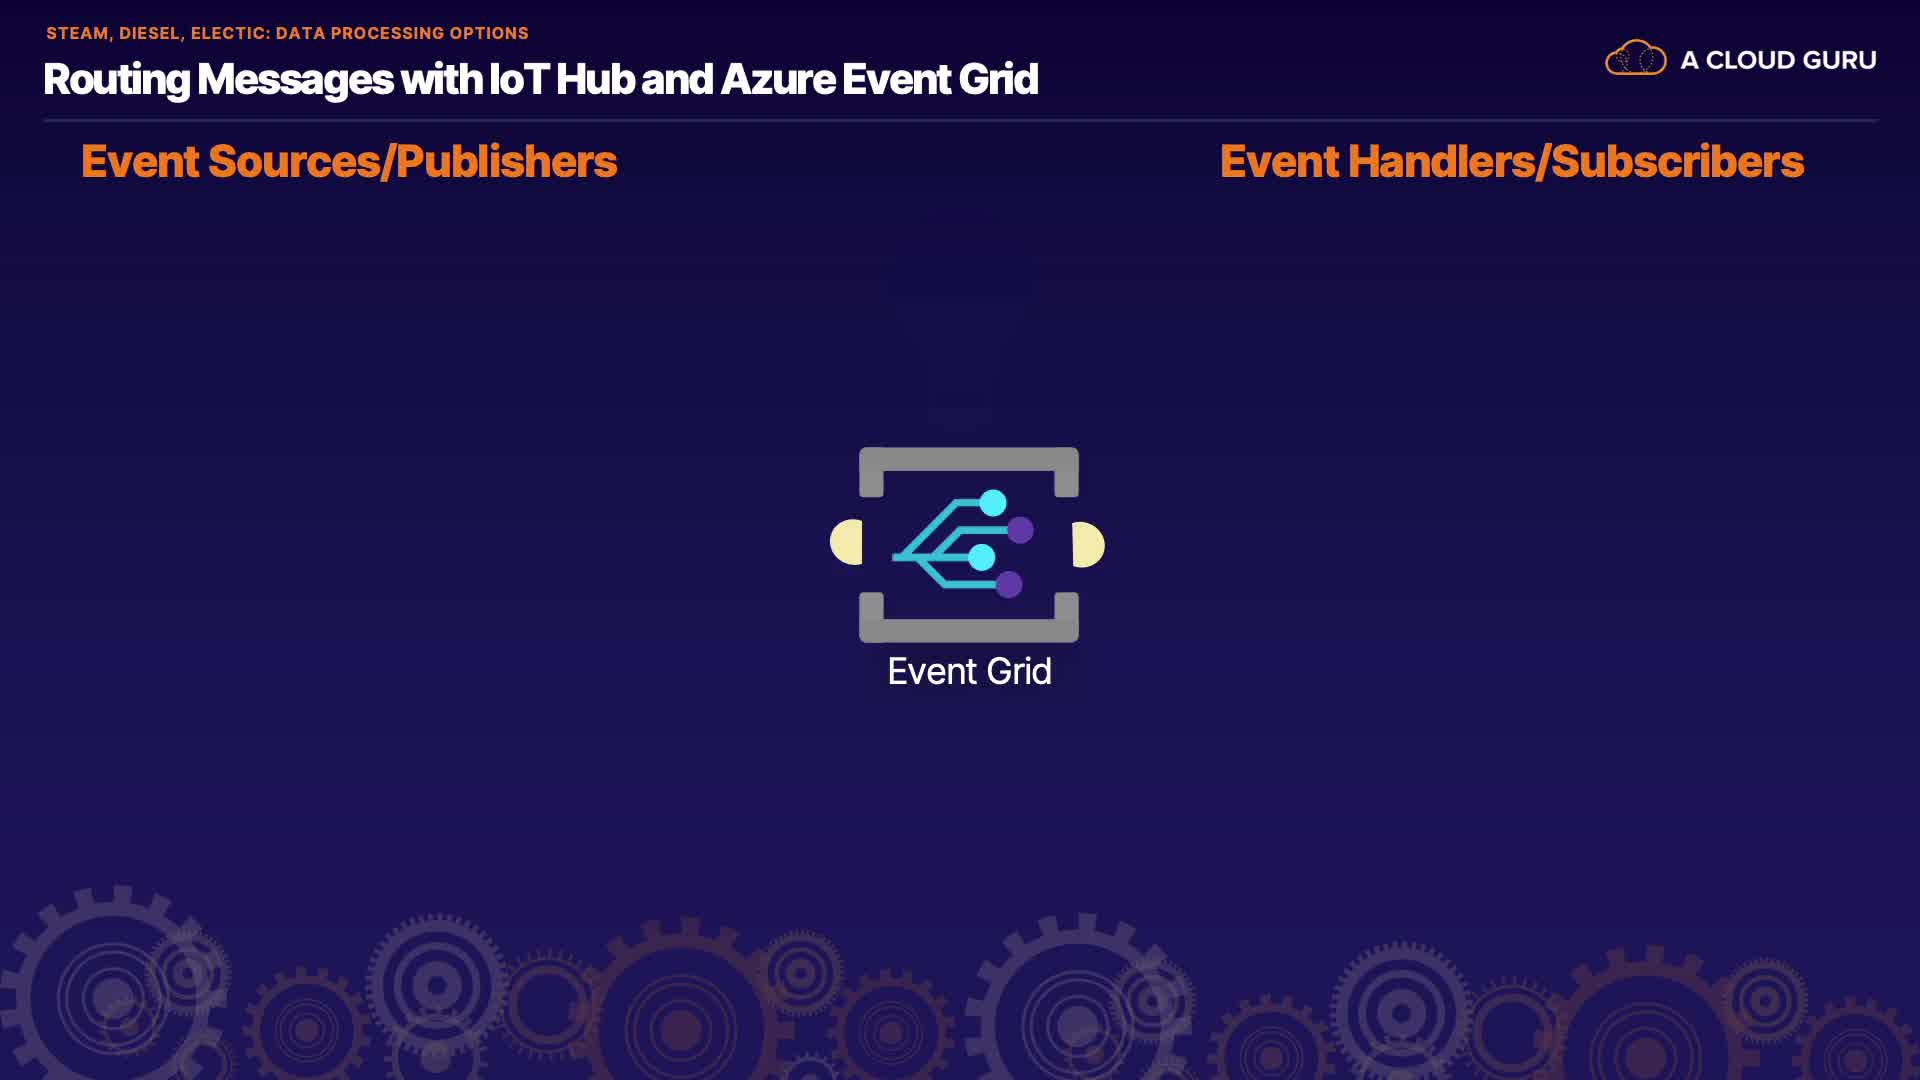 STEAM, DIESEL, ELECTIC: DATA PROCESSING OPTIONS
Routing Messages with IoT Hub and Azure Event Grid
A CLOUD GURU
Event Sources/Publishers
Event Handlers/Subscribers
Event Grid